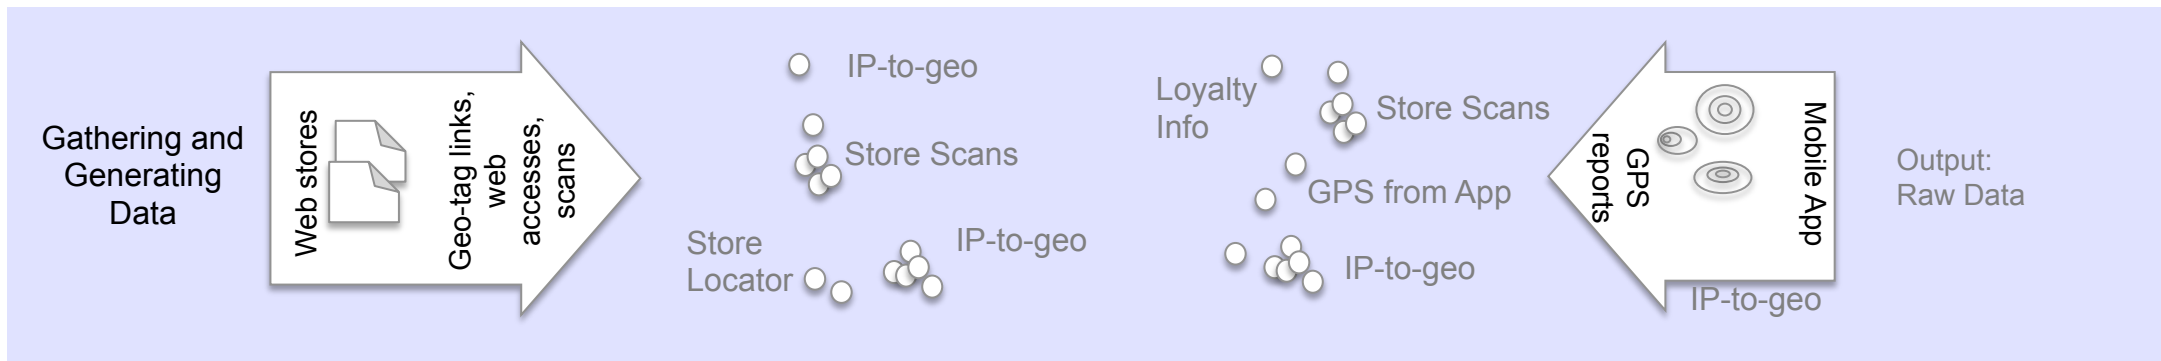 Gathering and
Generating
Data
Web stores
Geo-tag links,
web
accesses,
scans
IP-to-geo
Store Scans
Store
Locator
IP-to-geo
Loyalty
Info
Store Scans
GPS from App
IP-to-geo
GPS
reports
Mobile App
IP-to-geo
Output:
Raw Data